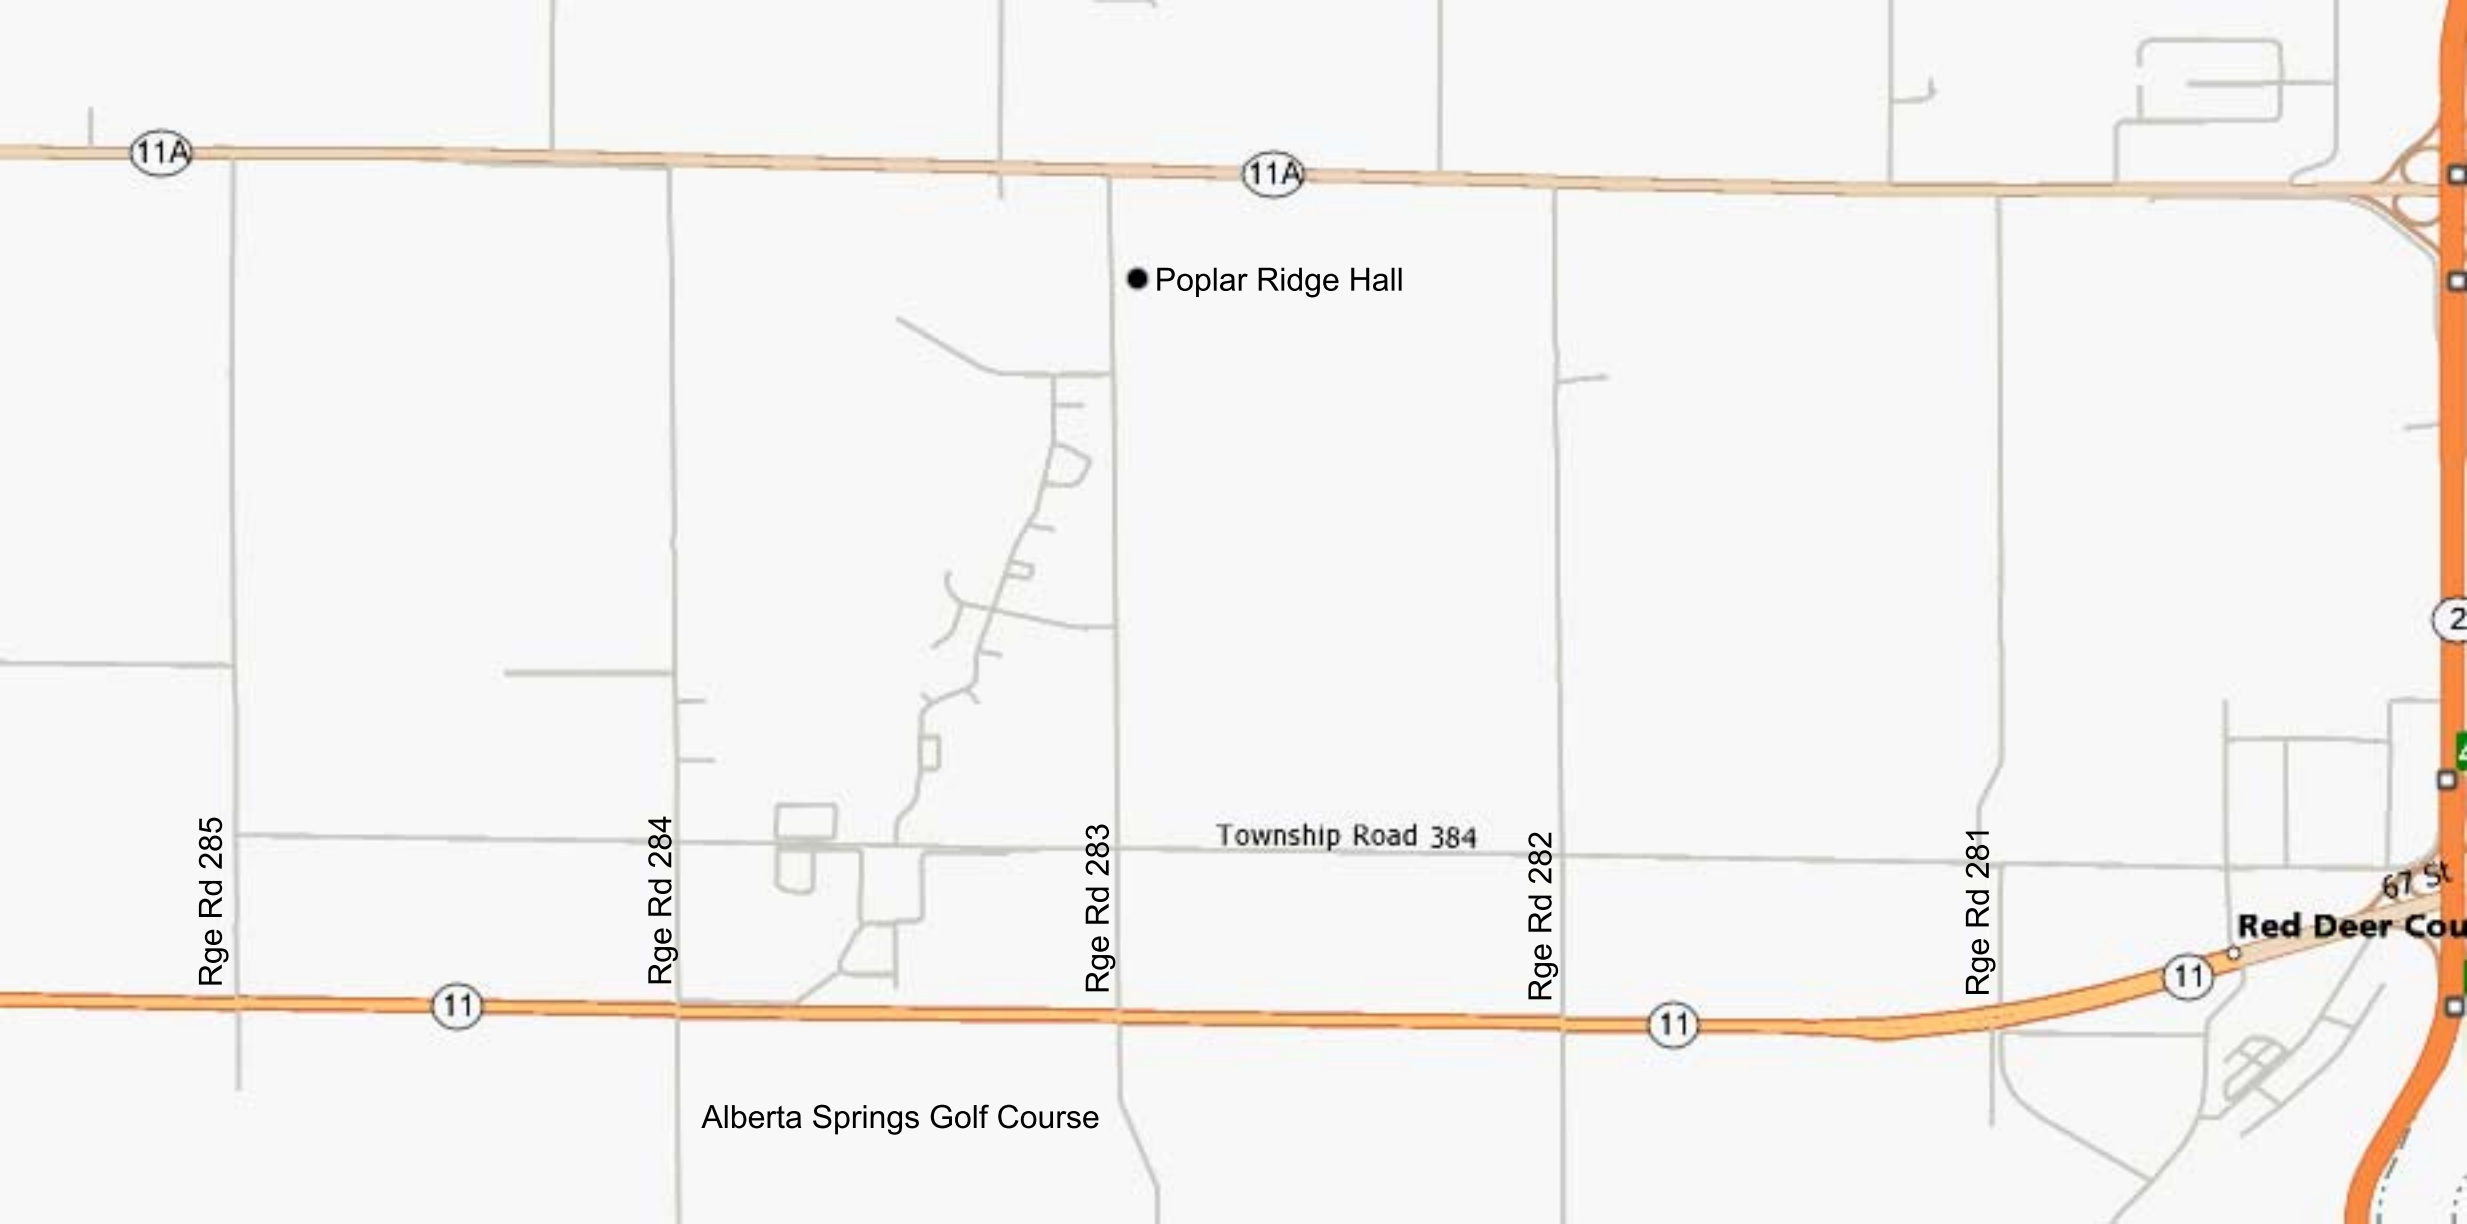 11A
11A
Poplar Ridge Hall
2
Township Road 384
Rge Rd 285
Rge Rd 284
Rge Rd 283
Rge Rd 282
Rge Rd 281
67 St
Red Deer Cou
11
11
11
Alberta Springs Golf Course